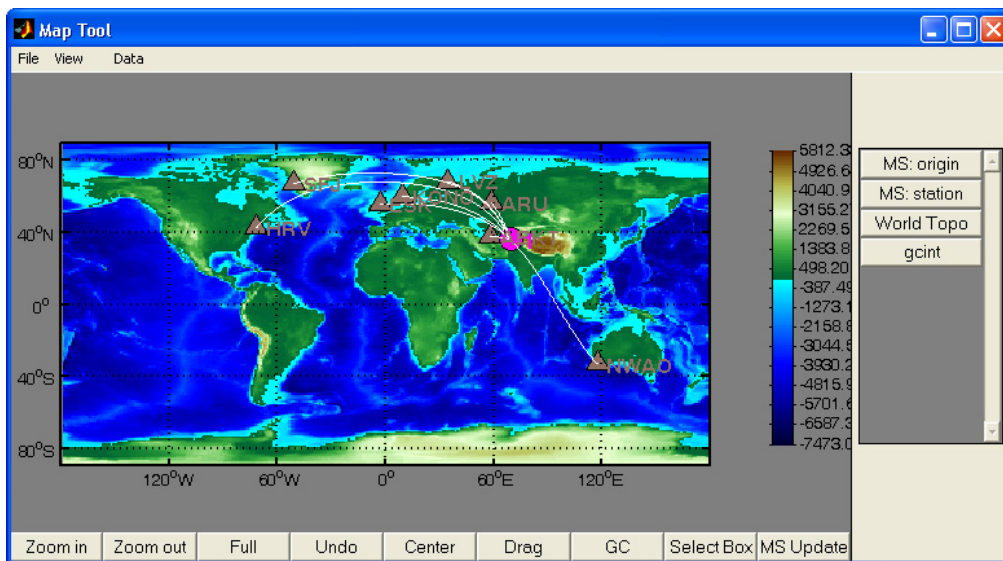 Map Tool
File View Data
80°N
40°N
0°
40°S
80°S
120°W 60°W 0° 60°E 120°E
SFJ
LVZ
KONO
ESK
ARU
HRV
NWAO
5812.3
4926.6
4040.9
3155.2
2269.5
1383.8
498.20
-387.49
-1273.1
-2158.8
-3044.5
-3930.2
-4815.9
-5701.6
-6587.3
-7473.0
MS: origin
MS: station
World Topo
gcint
Zoom in Zoom out Full Undo Center Drag GC Select Box MS Update